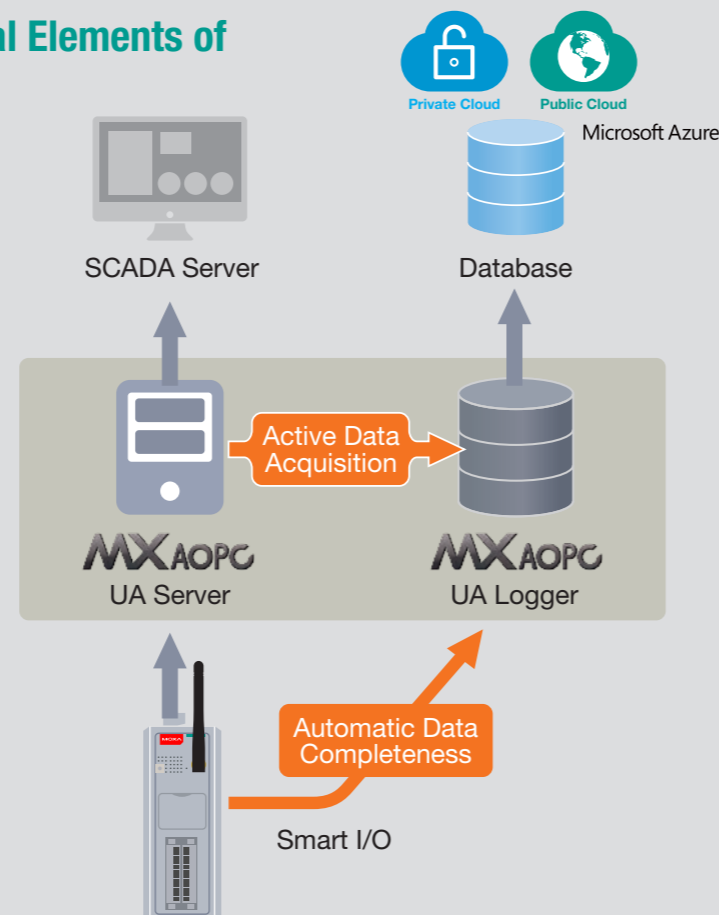 al Elements of
Private Cloud
Public Cloud
Microsoft Azure
SCADA Server
Database
Active Data
Acquisition
MXAOPC
UA Server
MXAOPC
UA Logger
Automatic Data
Completeness
MOXA
Smart I/O